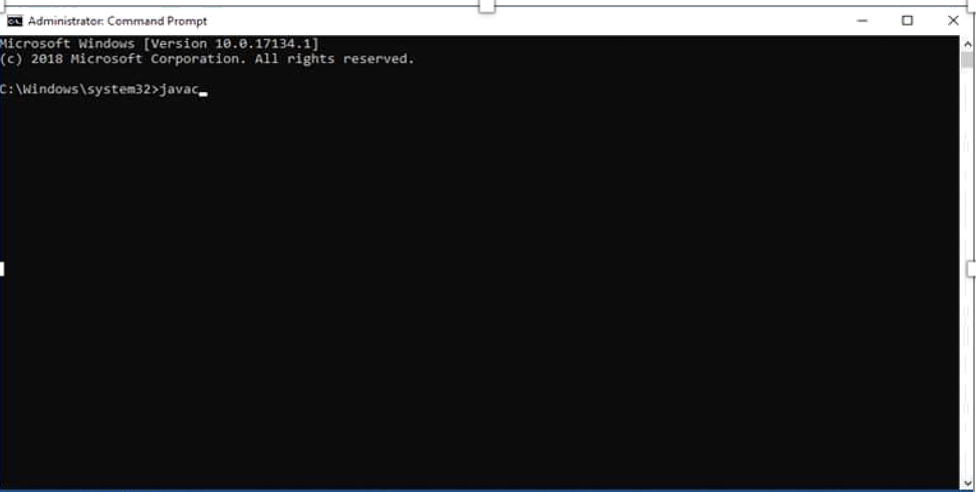 Administrator: Command Prompt
Microsoft Windows [Version 10.0.17134.1]
(c) 2018 Microsoft Corporation. All rights reserved.
C:\Windows\system32>javac